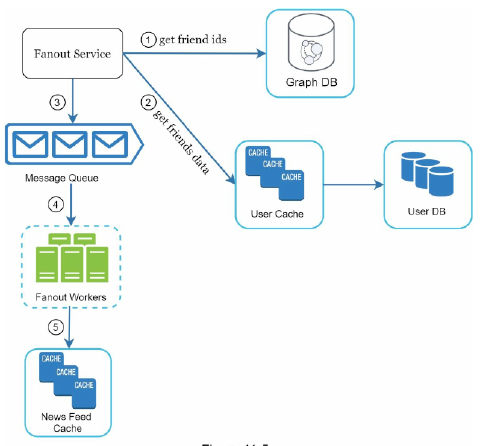 Fanout Service
① get friend ids
Graph DB
③
② get friends data
Message Queue
CACHE
CACHE
CACHE
User Cache
User DB
④
Fanout Workers
⑤
CACHE
CACHE
CACHE
News Feed
Cache